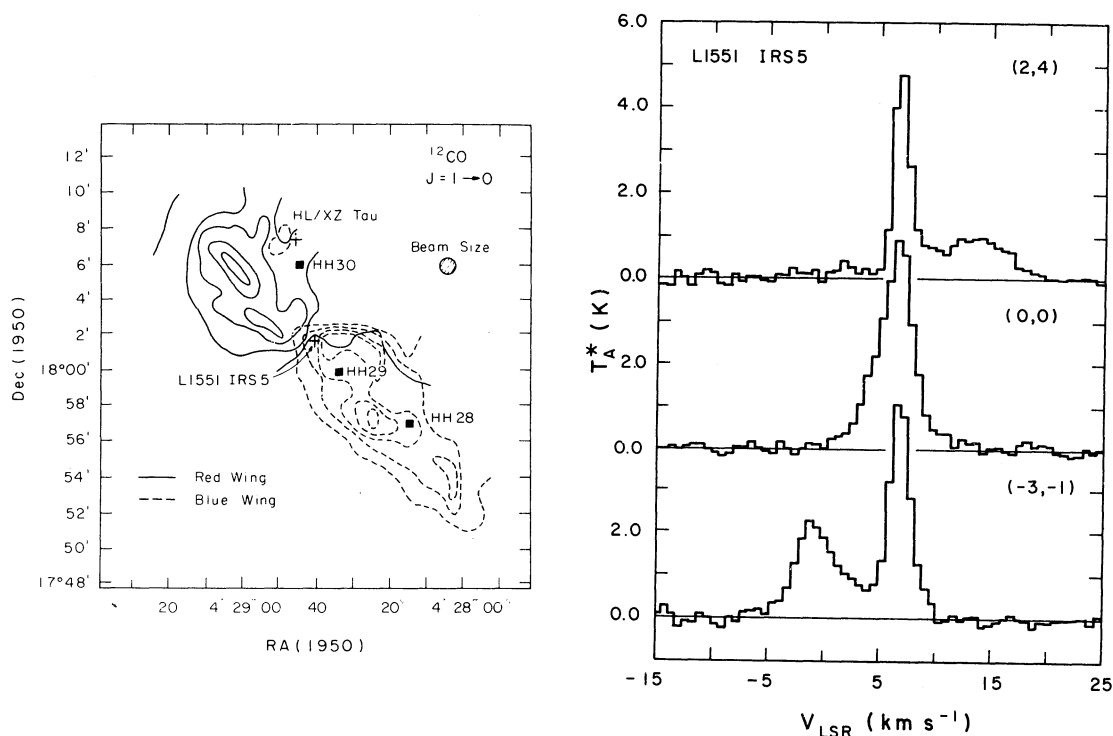 12CO
J = 1→0
HL/XZ Tau
Beam Size
HH30
L1551 IRS5
HH29
HH28
Red Wing
Blue Wing
12'
10'
8'
6'
4'
2'
18°00'
58'
56'
54'
52'
50'
17°48'
Dec (1950)
20
4h 29m 00s
40
20
4h 28m 00s
RA (1950)
6.0
4.0
2.0
0.0
2.0
0.0
2.0
0.0
L1551 IRS5
(2,4)
(0,0)
(-3,-1)
T*A (K)
-15
-5
5
15
25
VLSR (km s-1)